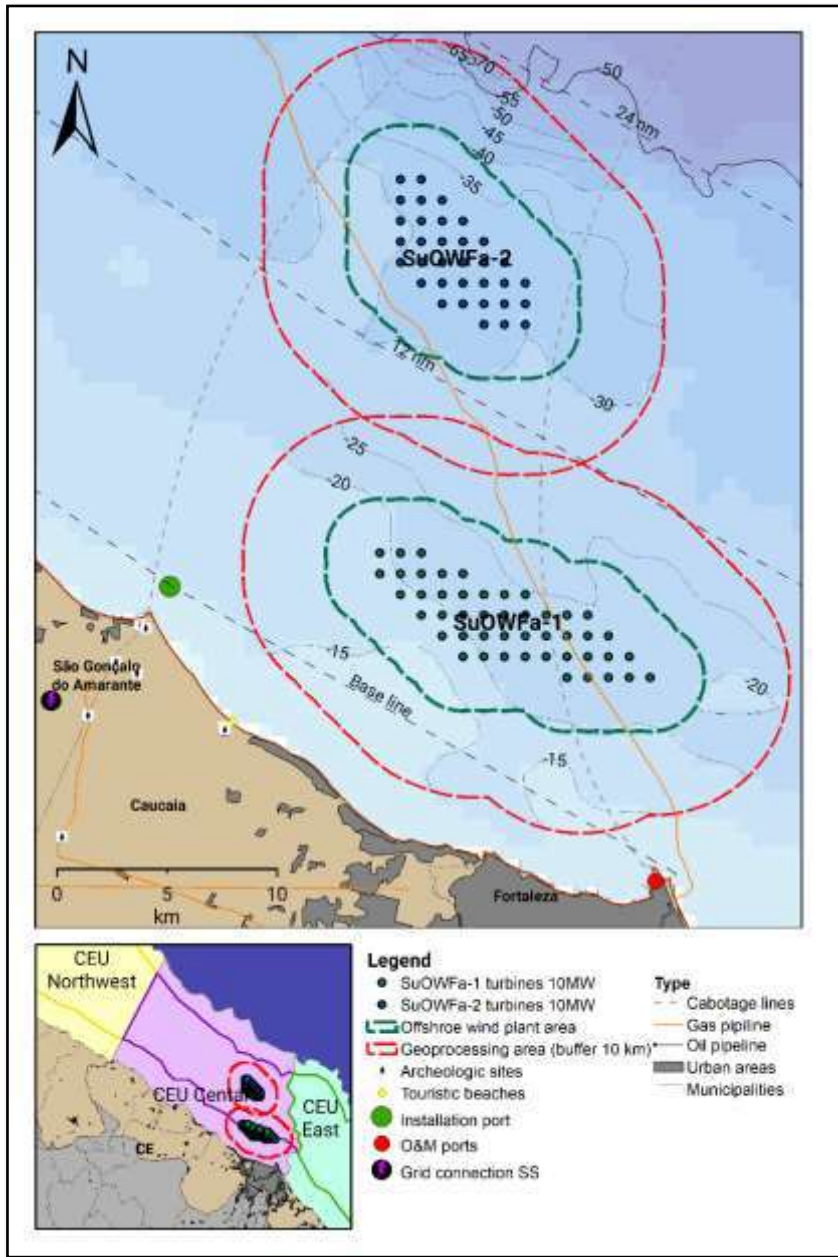 N
-65
-70
-55
-50
-45
-40
-35
-50
24 nm
SuOWFa-2
12 nm
-30
-25
-20
SuOWFa-1
-15
-20
-15
Base line
São Gonçalo
do Amarante
Caucaia
Fortaleza
0 5 10
km
CEU
Northwest
CEU Central
CEU
East
CE
Legend
SuOWFa-1 turbines 10MW
SuOWFa-2 turbines 10MW
Offshroe wind plant area
Geoprocessing area (buffer 10 km)
Archeologic sites
Touristic beaches
Installation port
O&M ports
Grid connection SS
Type
Cabotage lines
Gas pipiline
Oil pipeline
Urban areas
Municipalities